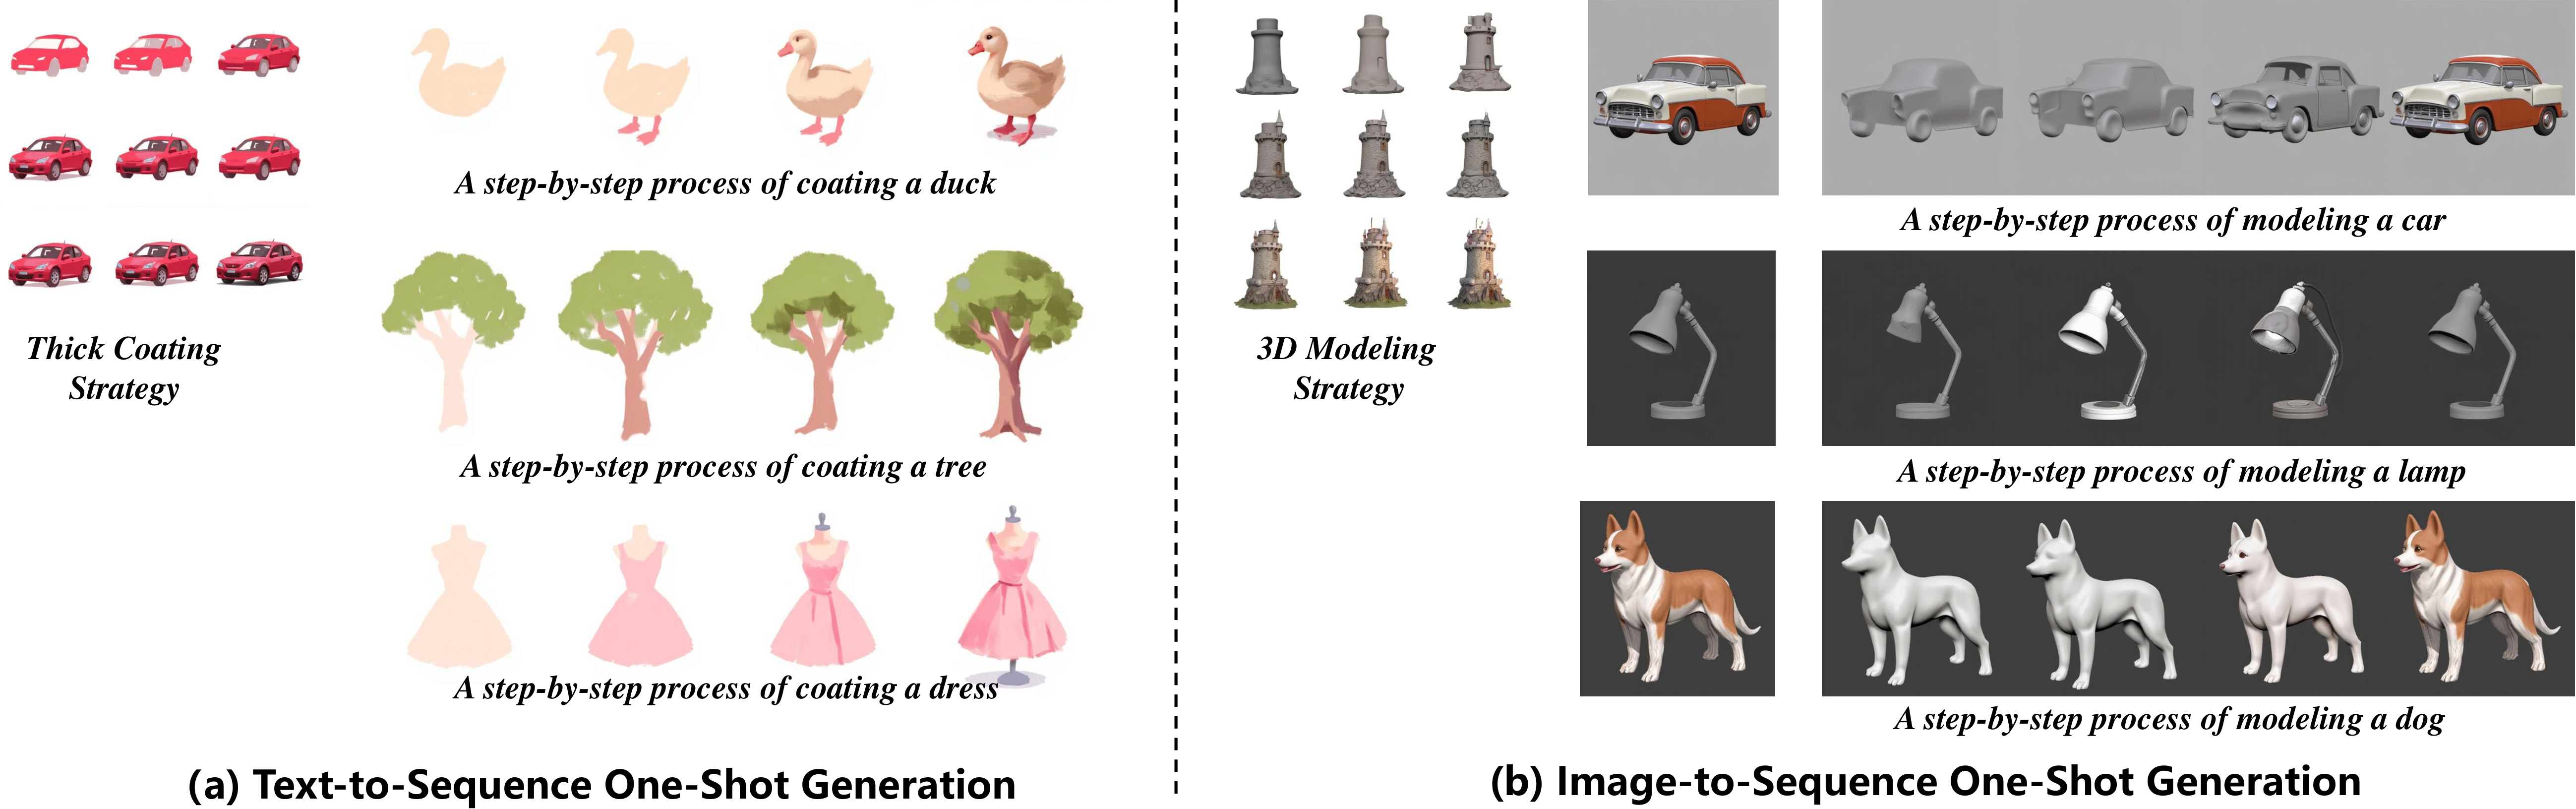 A step-by-step process of coating a duck
Thick Coating
Strategy
A step-by-step process of coating a tree
A step-by-step process of coating a dress
(a) Text-to-Sequence One-Shot Generation
A step-by-step process of modeling a car
3D Modeling
Strategy
A step-by-step process of modeling a lamp
A step-by-step process of modeling a dog
(b) Image-to-Sequence One-Shot Generation